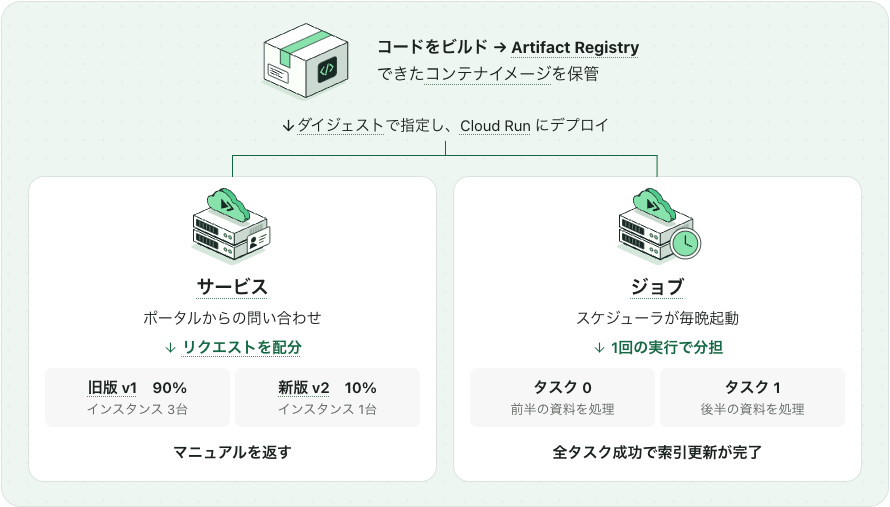 コードをビルド → Artifact Registry
できたコンテナイメージを保管
↓ダイジェストで指定し、Cloud Run にデプロイ
サービス
ポータルからの問い合わせ
↓ リクエストを配分
旧版 v1 90%
インスタンス 3台
新版 v2 10%
インスタンス 1台
マニュアルを返す
ジョブ
スケジューラが毎晩起動
↓ 1回の実行で分担
タスク 0
前半の資料を処理
タスク 1
後半の資料を処理
全タスク成功で索引更新が完了